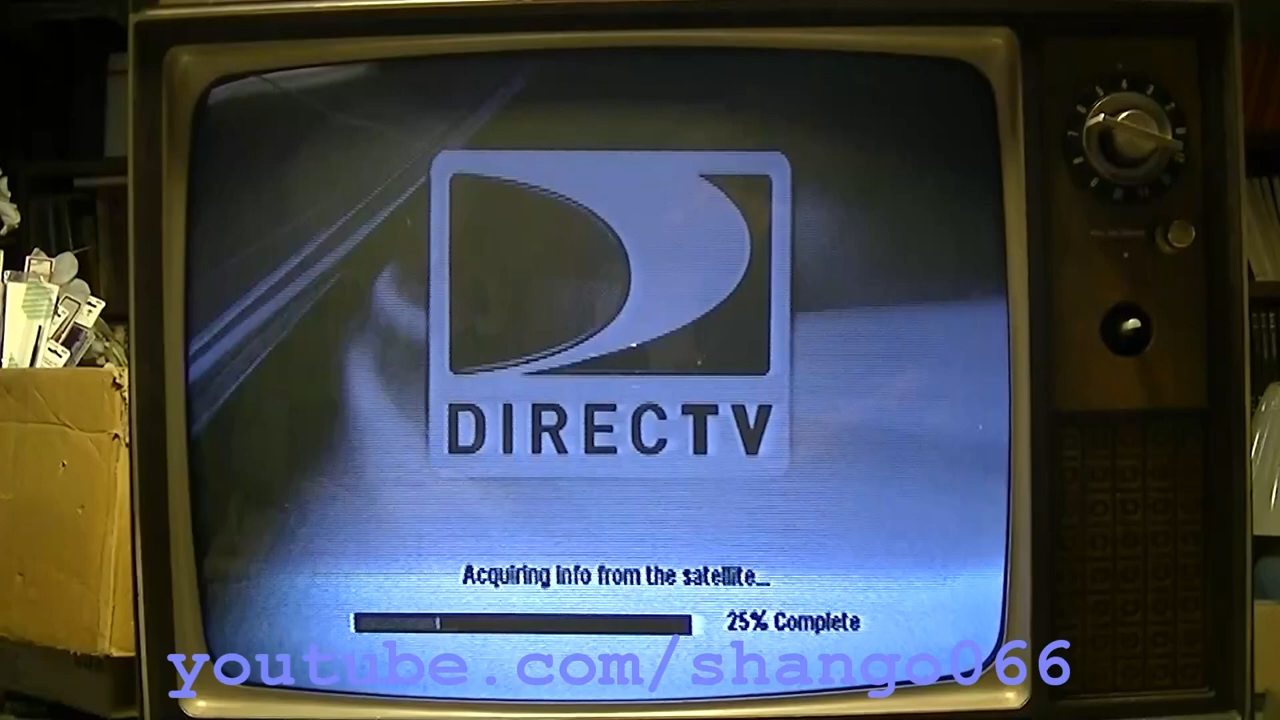 DIRECTV
Acquiring info from the satellite...
25% Complete
youtube.com/shango066